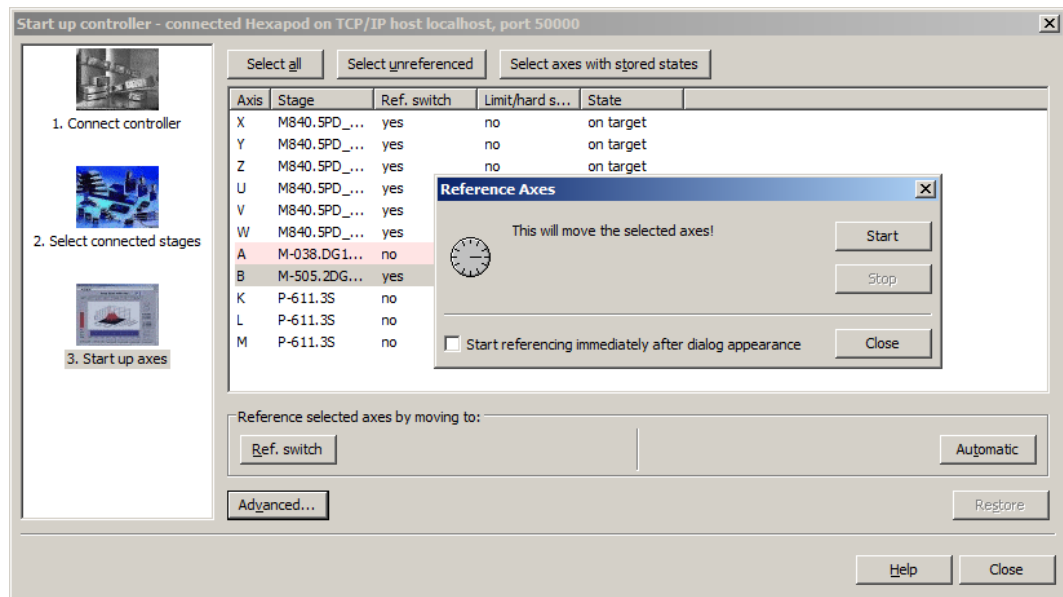 Start up controller - connected Hexapod on TCP/IP host localhost, port 50000
Select all Select unreferenced Select axes with stored states
Axis Stage Ref. switch Limit/hard s... State
X M840.5PD_... yes no on target
Y M840.5PD_... yes no on target
Z M840.5PD_... yes no on target
U M840.5PD_... yes
V M840.5PD_... yes
W M840.5PD_... yes
A M-038.DG1... no
B M-505.2DG... yes
K P-611.3S no
L P-611.3S no
M P-611.3S no
1. Connect controller
2. Select connected stages
3. Start up axes
Reference Axes
This will move the selected axes!
Start
Stop
Start referencing immediately after dialog appearance
Close
Reference selected axes by moving to:
Ref. switch Automatic
Advanced... Restore
Help Close